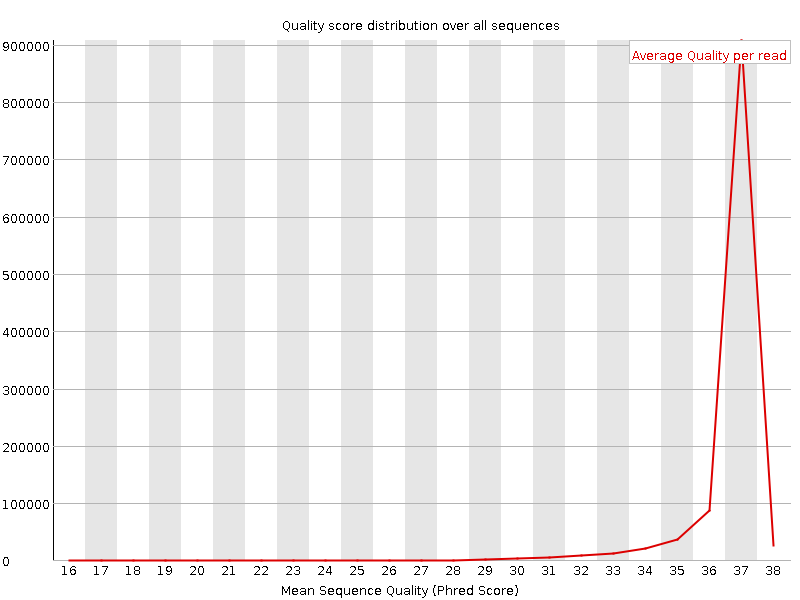 Quality score distribution over all sequences
Average Quality per read
900000
800000
700000
600000
500000
400000
300000
200000
100000
0
16 17 18 19 20 21 22 23 24 25 26 27 28 29 30 31 32 33 34 35 36 37 38
Mean Sequence Quality (Phred Score)